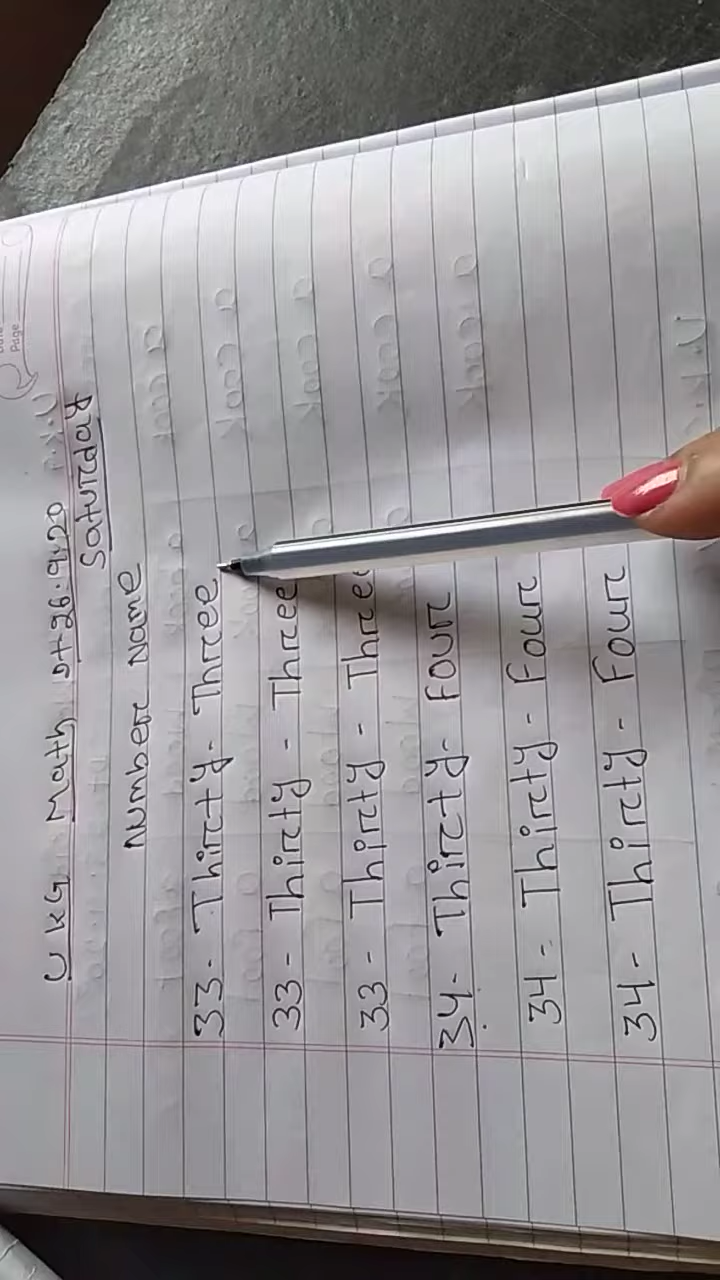 Page
UKG Math Dt 26.9.20
Saturday
Number Name
33 - Thirty - Three
33 - Thirty - Three
33 - Thirty - Three
34 - Thirty - Four
34 - Thirty - Four
34 - Thirty - Four